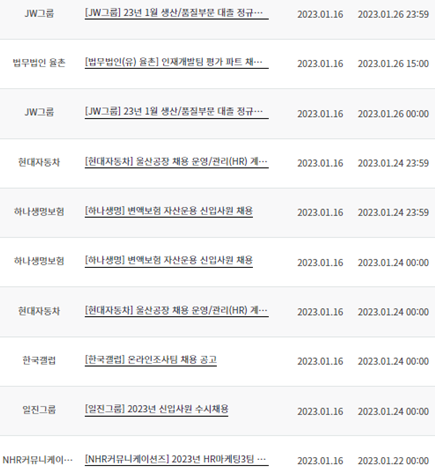 JW그룹 [JW그룹] 23년 1월 생산/품질부문 대졸 정규… 2023.01.16 2023.01.26 23:59
법무법인 율촌 [법무법인(유) 율촌] 인재개발팀 평가 파트 채… 2023.01.16 2023.01.26 15:00
JW그룹 [JW그룹] 23년 1월 생산/품질부문 대졸 정규… 2023.01.16 2023.01.26 00:00
현대자동차 [현대자동차] 울산공장 채용 운영/관리(HR) 계… 2023.01.16 2023.01.24 23:59
하나생명보험 [하나생명] 변액보험 자산운용 신입사원 채용 2023.01.16 2023.01.24 23:59
하나생명보험 [하나생명] 변액보험 자산운용 신입사원 채용 2023.01.16 2023.01.24 00:00
현대자동차 [현대자동차] 울산공장 채용 운영/관리(HR) 계… 2023.01.16 2023.01.24 00:00
한국갤럽 [한국갤럽] 온라인조사팀 채용 공고 2023.01.16 2023.01.24 00:00
일진그룹 [일진그룹] 2023년 신입사원 수시채용 2023.01.16 2023.01.24 00:00
NHR커뮤니케이… [NHR커뮤니케이션즈] 2023년 HR마케팅3팀 … 2023.01.16 2023.01.22 00:00